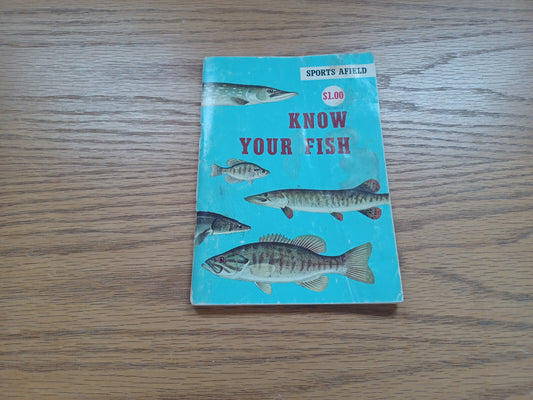 SPORTS AFIELD
$1.00
KNOW
YOUR FISH